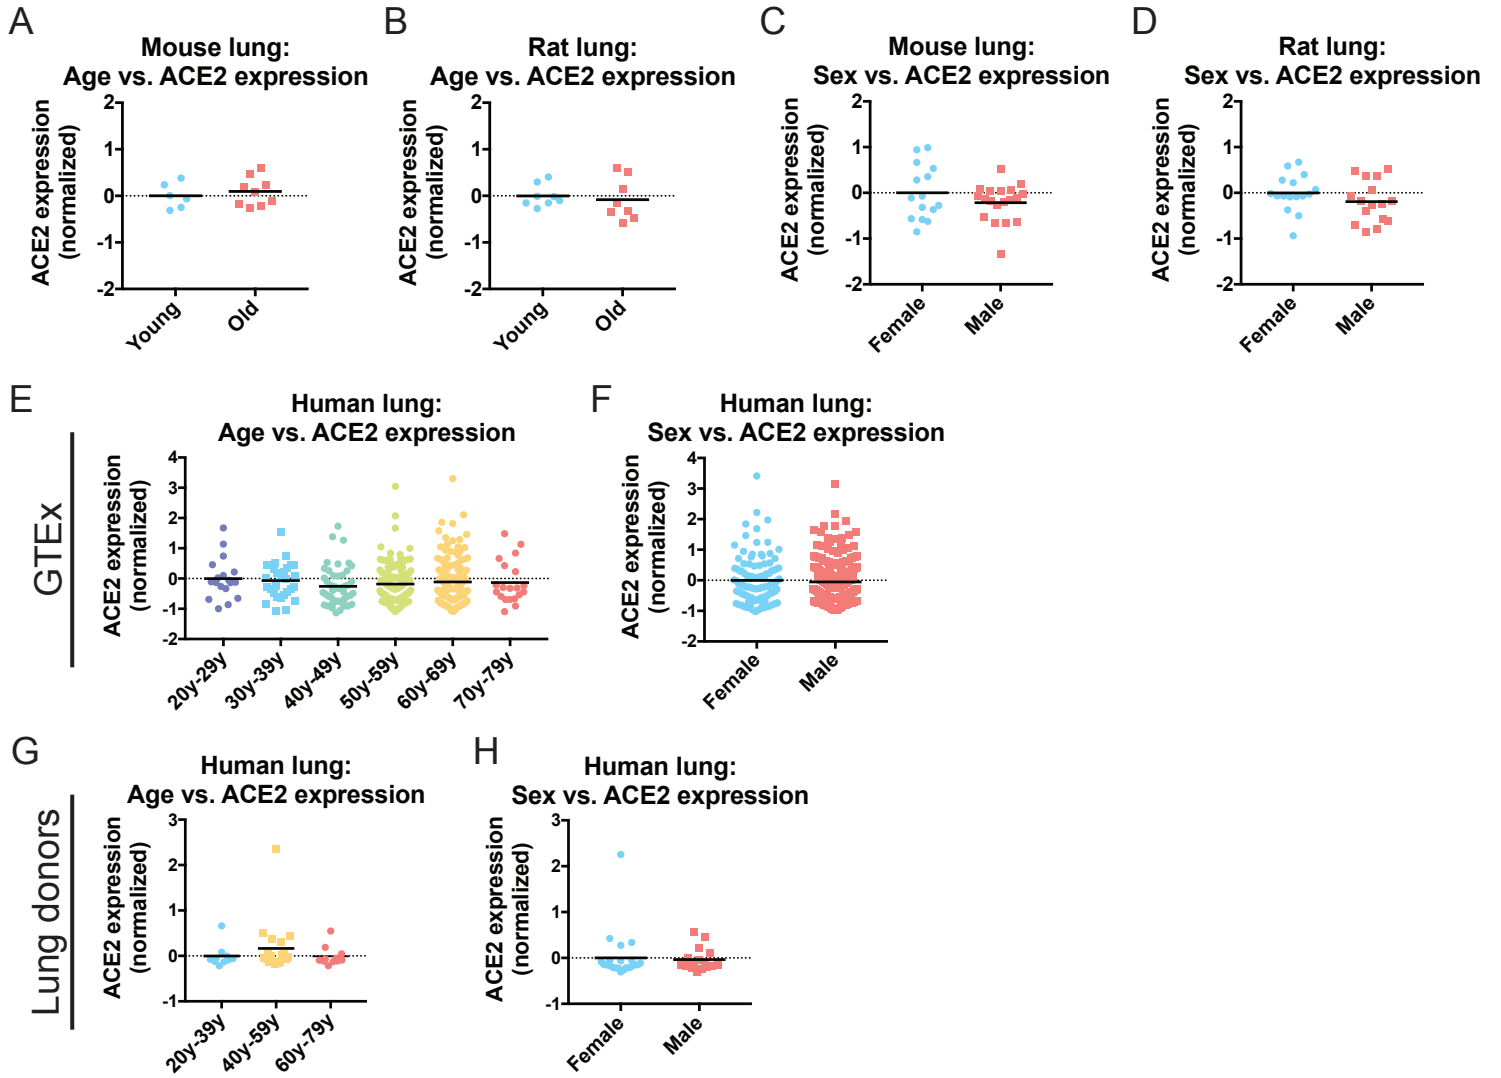 A
Mouse lung:
Age vs. ACE2 expression
ACE2 expression
(normalized)
2
1
0
-1
-2
Young
Old
B
Rat lung:
Age vs. ACE2 expression
ACE2 expression
(normalized)
2
1
0
-1
-2
Young
Old
C
Mouse lung:
Sex vs. ACE2 expression
ACE2 expression
(normalized)
2
1
0
-1
-2
Female
Male
D
Rat lung:
Sex vs. ACE2 expression
ACE2 expression
(normalized)
2
1
0
-1
-2
Female
Male
GTEx
E
Human lung:
Age vs. ACE2 expression
ACE2 expression
(normalized)
4
3
2
1
0
-1
-2
20y-29y
30y-39y
40y-49y
50y-59y
60y-69y
70y-79y
F
Human lung:
Sex vs. ACE2 expression
ACE2 expression
(normalized)
4
3
2
1
0
-1
-2
Female
Male
Lung donors
G
Human lung:
Age vs. ACE2 expression
ACE2 expression
(normalized)
3
2
1
0
-1
20y-39y
40y-59y
60y-79y
H
Human lung:
Sex vs. ACE2 expression
ACE2 expression
(normalized)
3
2
1
0
-1
Female
Male